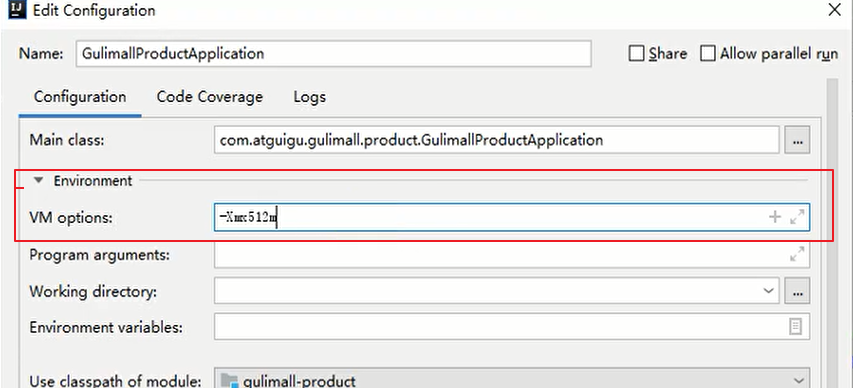 IJ Edit Configuration
Name: GulimallProductApplication Share Allow parallel run
Configuration Code Coverage Logs
Main class: com.atguigu.gulimall.product.GulimallProductApplication ...
Environment
VM options: -Xmx512m
Program arguments:
Working directory: ...
Environment variables:
Use classpath of module: gulimall-product